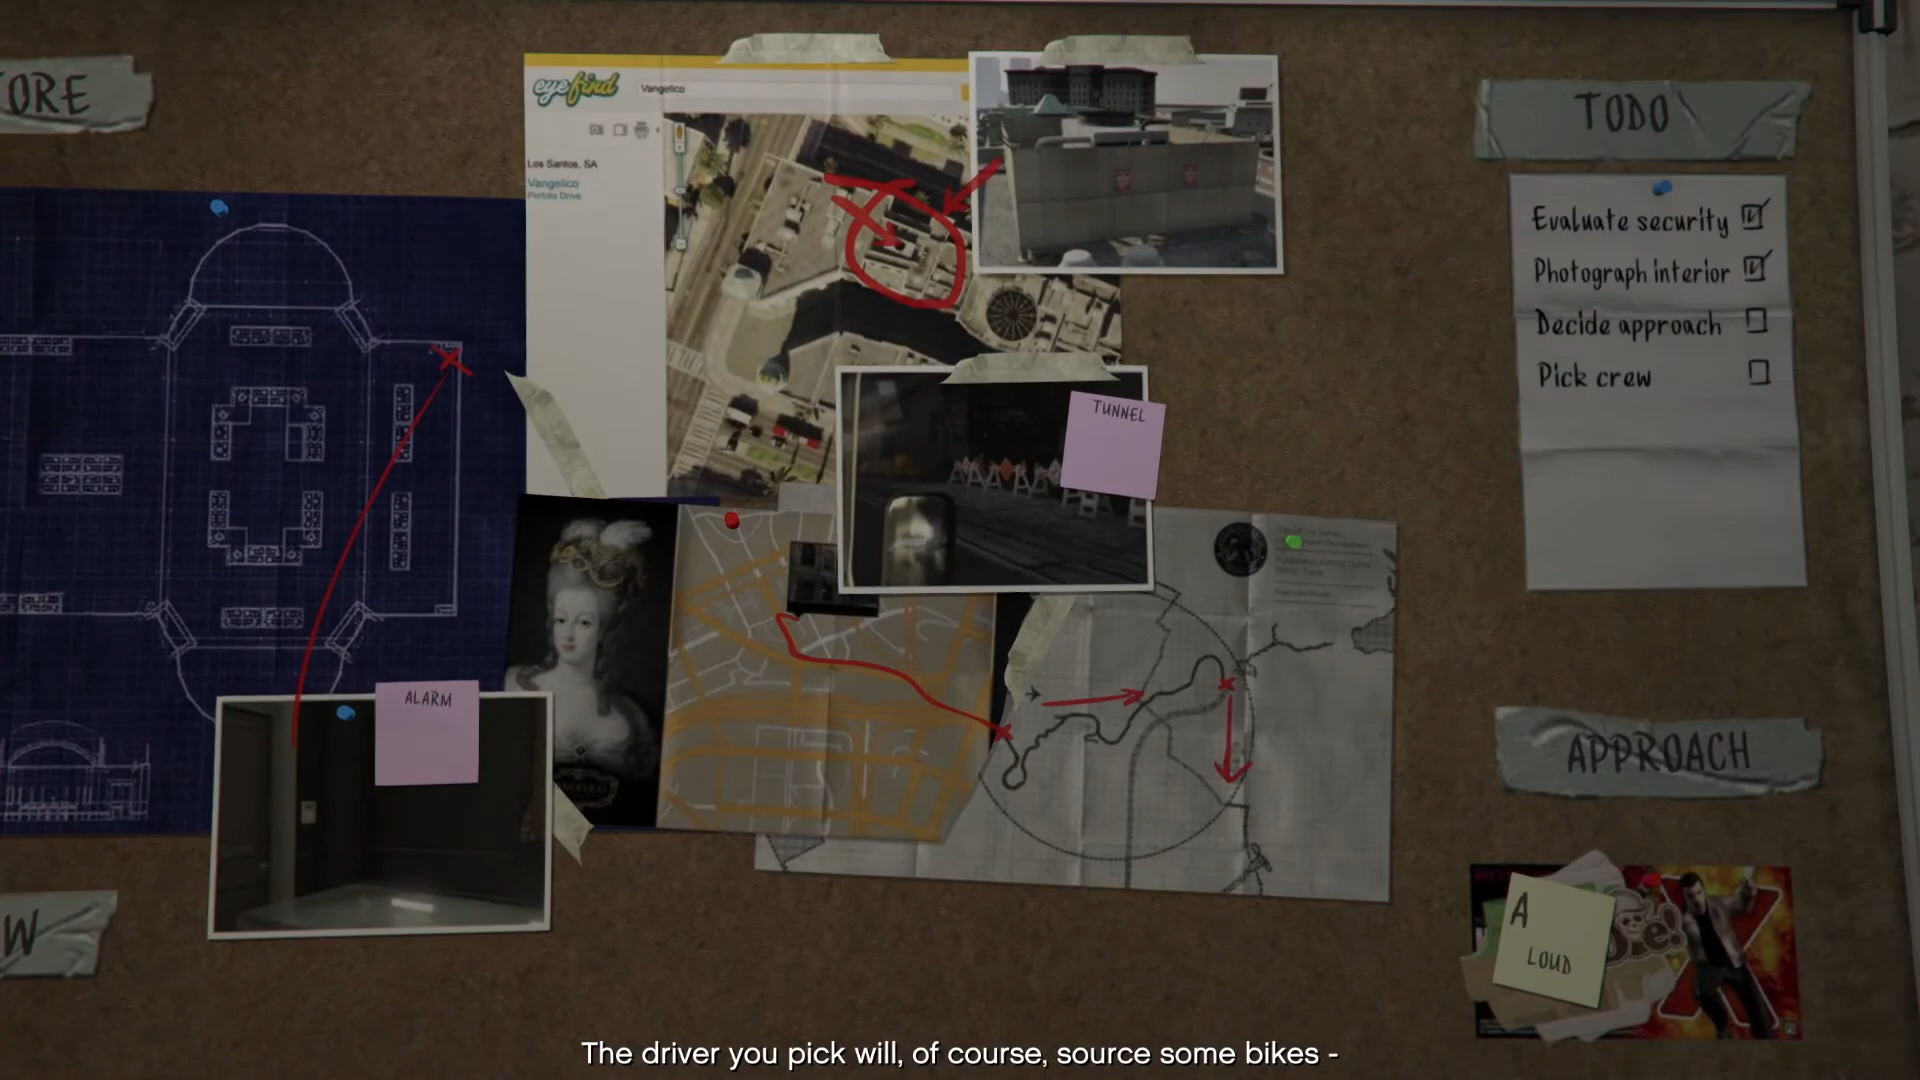 ORE
eyefind
Vangelico
Los Santos, SA
Vangelico
Portola Drive
TODO
Evaluate security
Photograph interior
Decide approach
Pick crew
TUNNEL
ALARM
APPROACH
W
A
LOUD
Die!
The driver you pick will, of course, source some bikes -